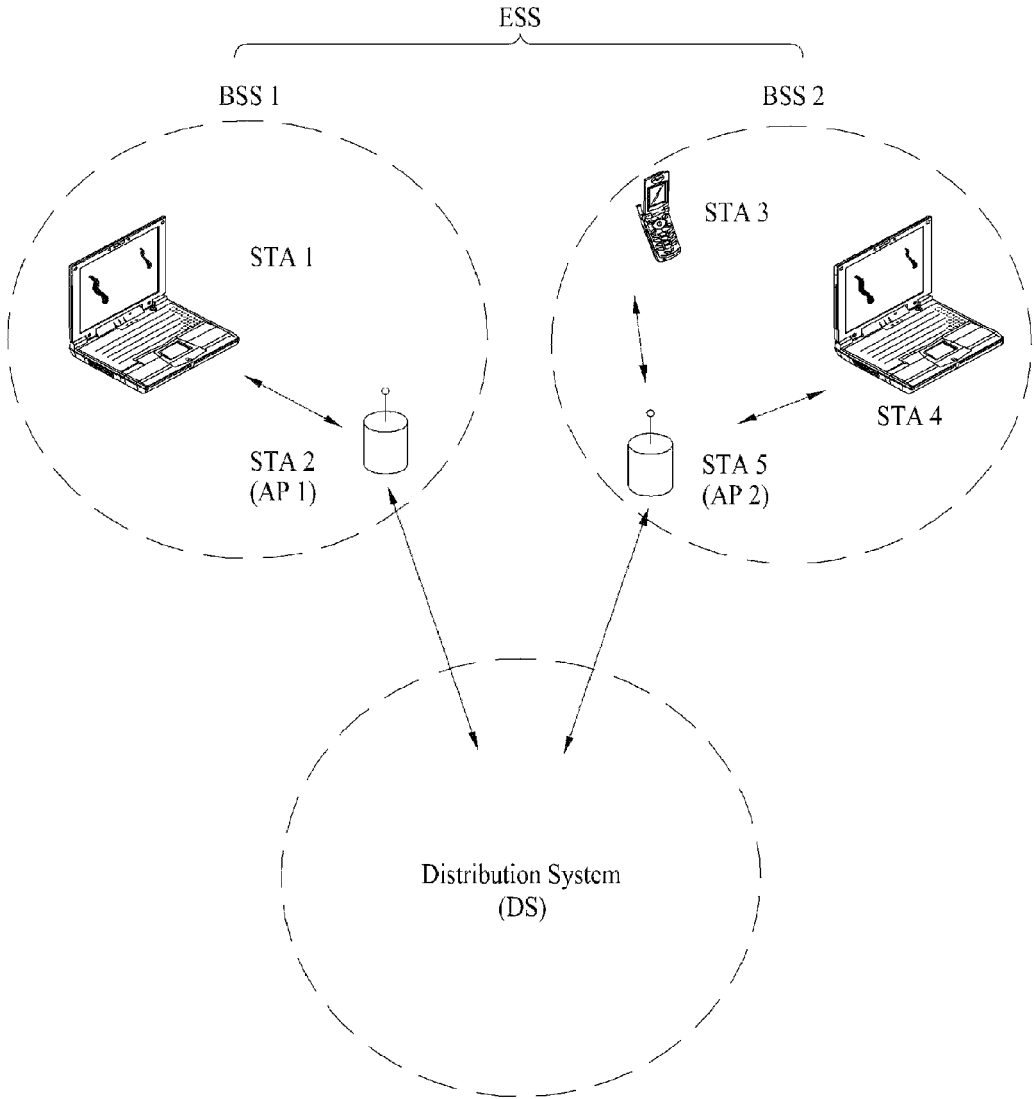 ESS
BSS 1
BSS 2
STA 1
STA 3
STA 4
STA 2
(AP 1)
STA 5
(AP 2)
Distribution System
(DS)